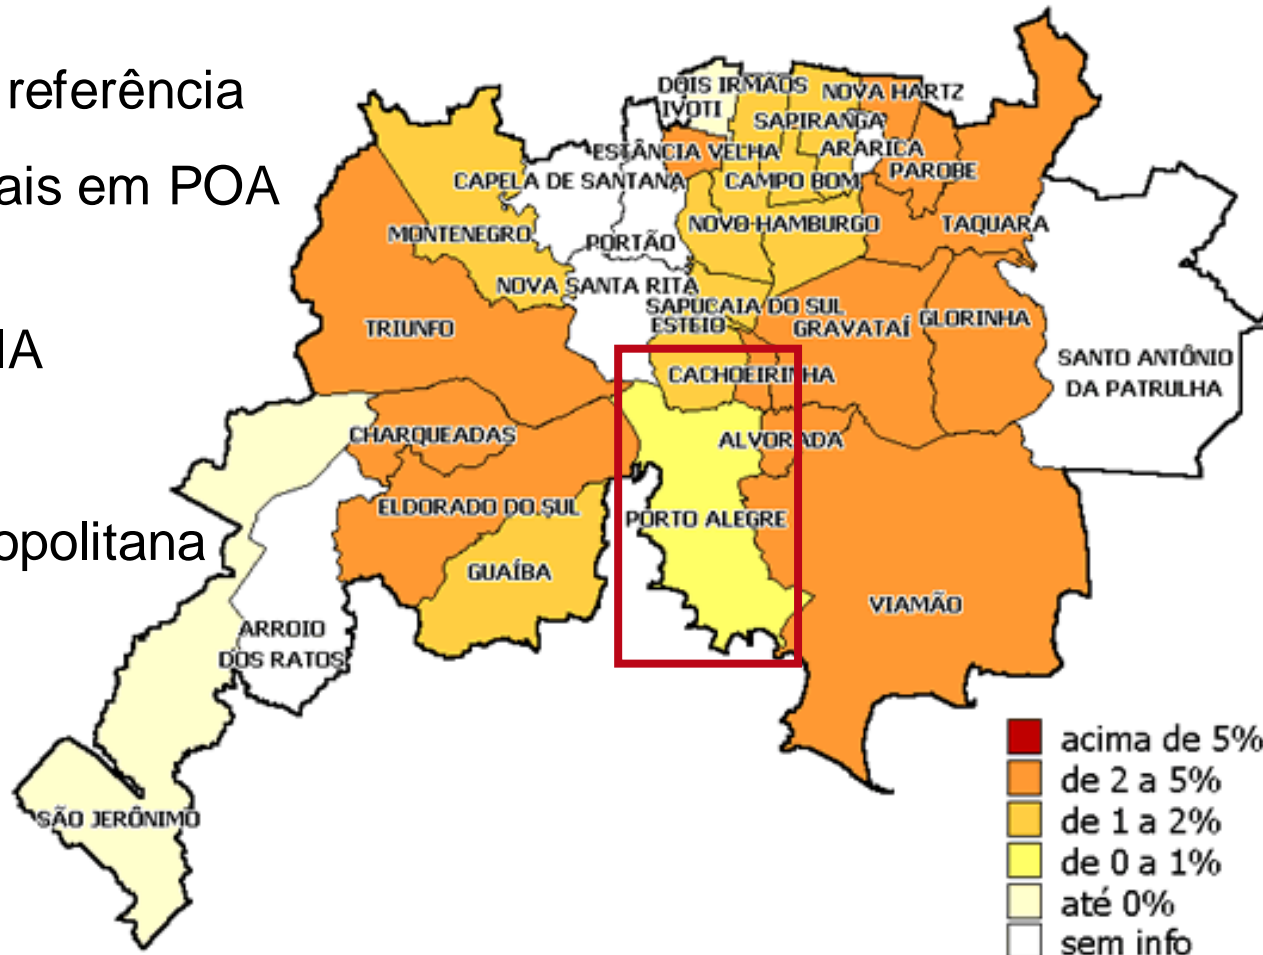 referência
ais em POA
IA
opolitana
DOIS IRMÃOS
NOVA HARTZ
IVOTI
SAPIRANGA
ESTÂNCIA VELHA
ARARICA
CAPELA DE SANTANA
CAMPO BOM
PAROBE
MONTENEGRO
PORTÃO
NOVO HAMBURGO
TAQUARA
NOVA SANTA RITA
SAPUCAIA DO SUL
TRIUNFO
ESTEIO
GRAVATAÍ
GLORINHA
CACHOEIRINHA
SANTO ANTÔNIO
DA PATRULHA
CHARQUEADAS
ALVORADA
ELDORADO DO SUL
PORTO ALEGRE
GUAÍBA
VIAMÃO
ARROIO
DOS RATOS
SÃO JERÔNIMO
acima de 5%
de 2 a 5%
de 1 a 2%
de 0 a 1%
até 0%
sem info